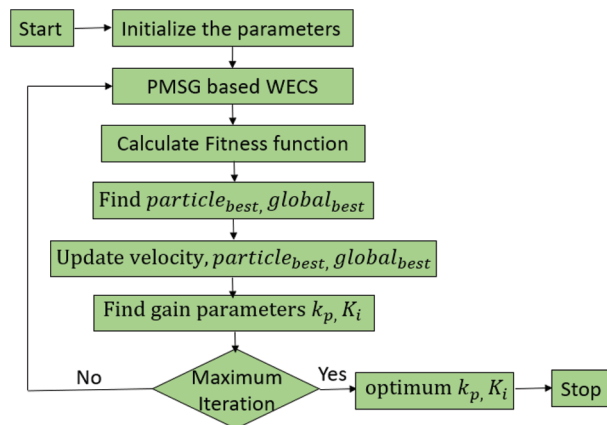 Start
Initialize the parameters
PMSG based WECS
Calculate Fitness function
Find particle_best, global_best
Update velocity, particle_best, global_best
Find gain parameters k_p, K_i
No
Maximum
Iteration
Yes
optimum k_p, K_i
Stop